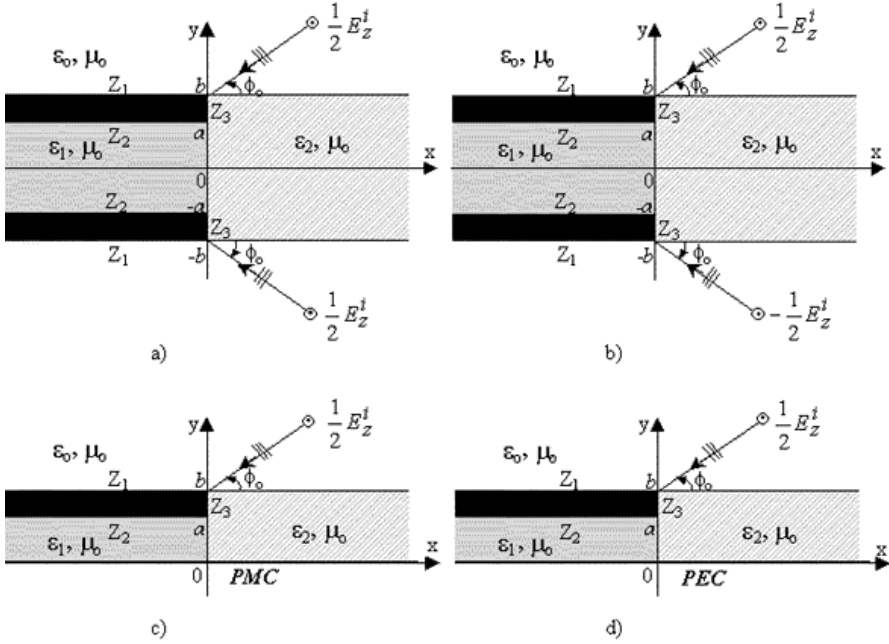 y
½ E_z^i
ε₀, μ₀
Z₁
b
ϕ₀
Z₃
Z₂
a
ε₁, μ₀
ε₂, μ₀
x
0
Z₂
-a
Z₃
Z₁
-b
ϕ₀
½ E_z^i
a)
y
½ E_z^i
ε₀, μ₀
Z₁
b
ϕ₀
Z₃
Z₂
a
ε₁, μ₀
ε₂, μ₀
x
0
Z₂
-a
Z₃
Z₁
-b
ϕ₀
-½ E_z^i
b)
y
½ E_z^i
ε₀, μ₀
Z₁
b
ϕ₀
Z₃
Z₂
a
ε₁, μ₀
ε₂, μ₀
x
0
PMC
c)
y
½ E_z^i
ε₀, μ₀
Z₁
b
ϕ₀
Z₃
Z₂
a
ε₁, μ₀
ε₂, μ₀
x
0
PEC
d)